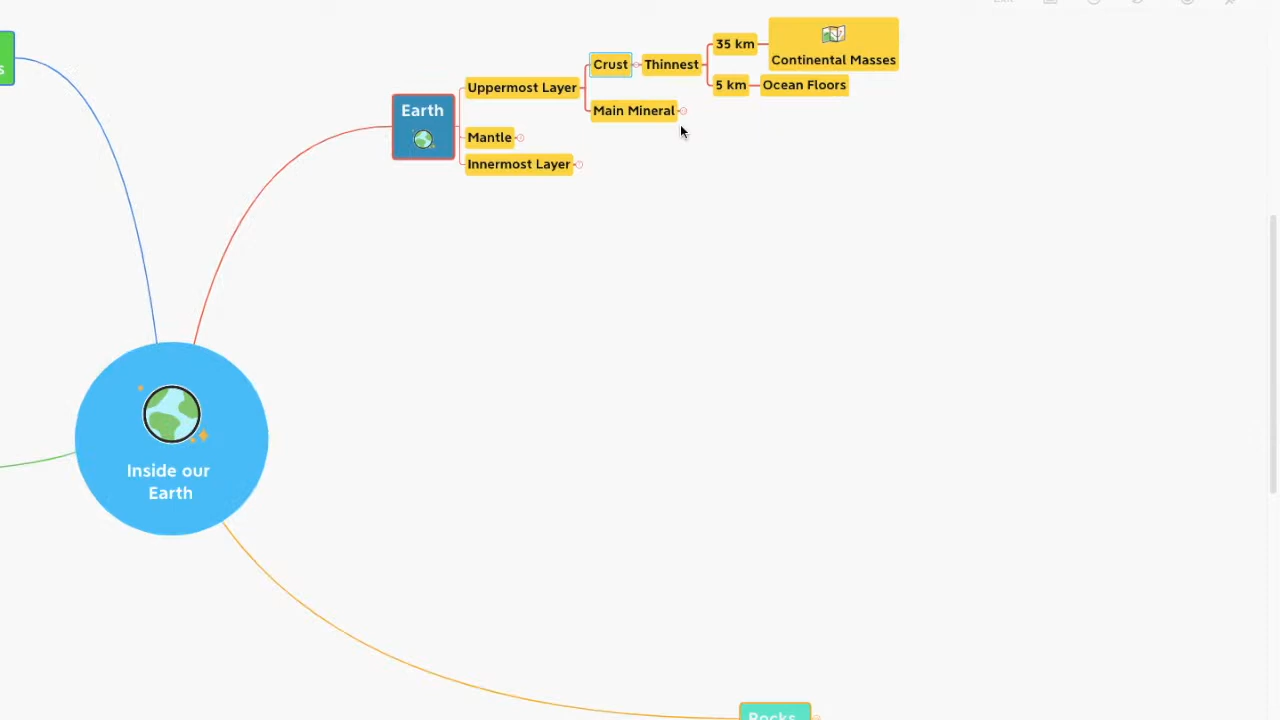 s
Earth
Uppermost Layer
Crust
Thinnest
35 km
Continental Masses
5 km
Ocean Floors
Main Mineral
Mantle
Innermost Layer
Inside our
Earth
Rocks